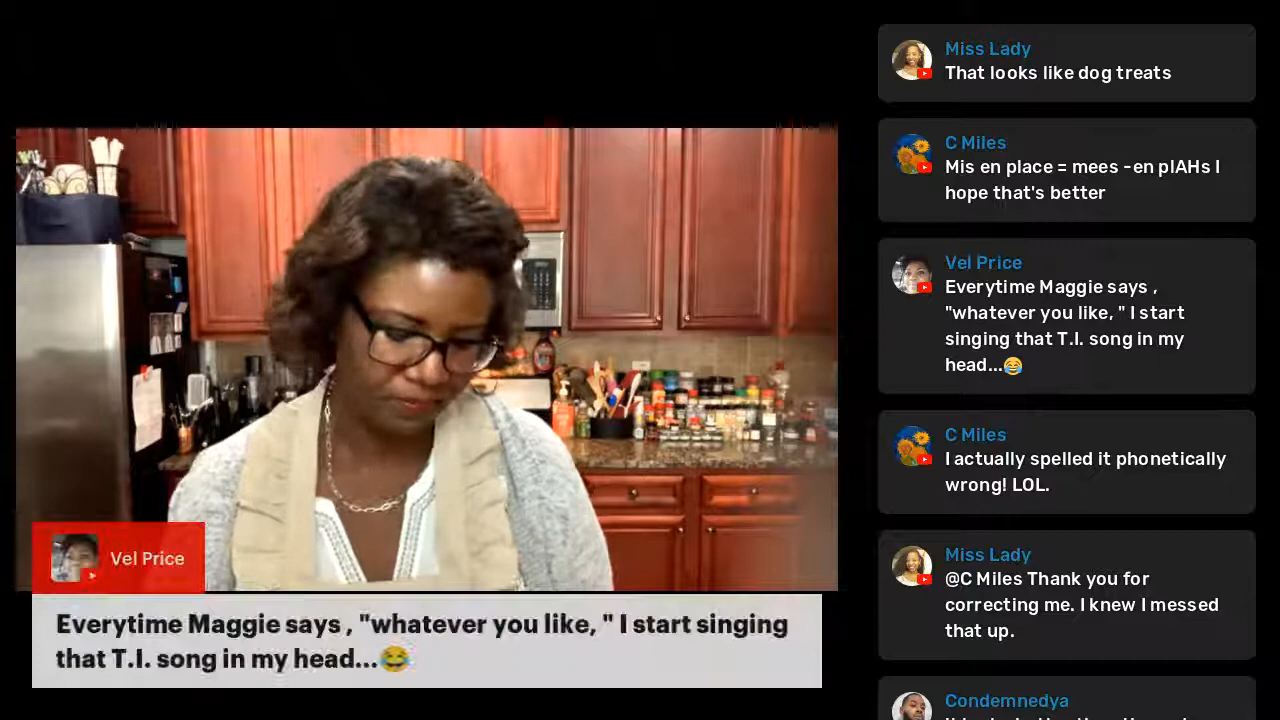 Miss Lady
That looks like dog treats
C Miles
Mis en place = mees -en plAHs I
hope that's better
Vel Price
Everytime Maggie says ,
"whatever you like, " I start
singing that T.I. song in my
head...😂
C Miles
I actually spelled it phonetically
wrong! LOL.
Miss Lady
@C Miles Thank you for
correcting me. I knew I messed
that up.
Condemnedya
Vel Price
Everytime Maggie says , "whatever you like, " I start singing
that T.I. song in my head...😂